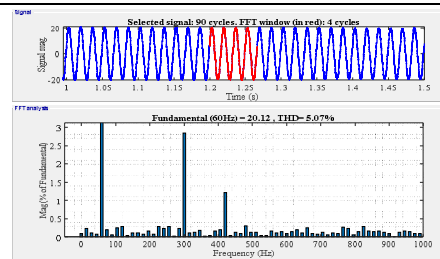 Signal
Selected signal: 90 cycles. FFT window (in red): 4 cycles
Signal mag.
20
0
-20
1 1.05 1.1 1.15 1.2 1.25 1.3 1.35 1.4 1.45 1.5
Time (s)
FFT analysis
Fundamental (60Hz) = 20.12 , THD= 5.07%
Mag (% of Fundamental)
3
2.5
2
1.5
1
0.5
0
0 100 200 300 400 500 600 700 800 900 1000
Frequency (Hz)